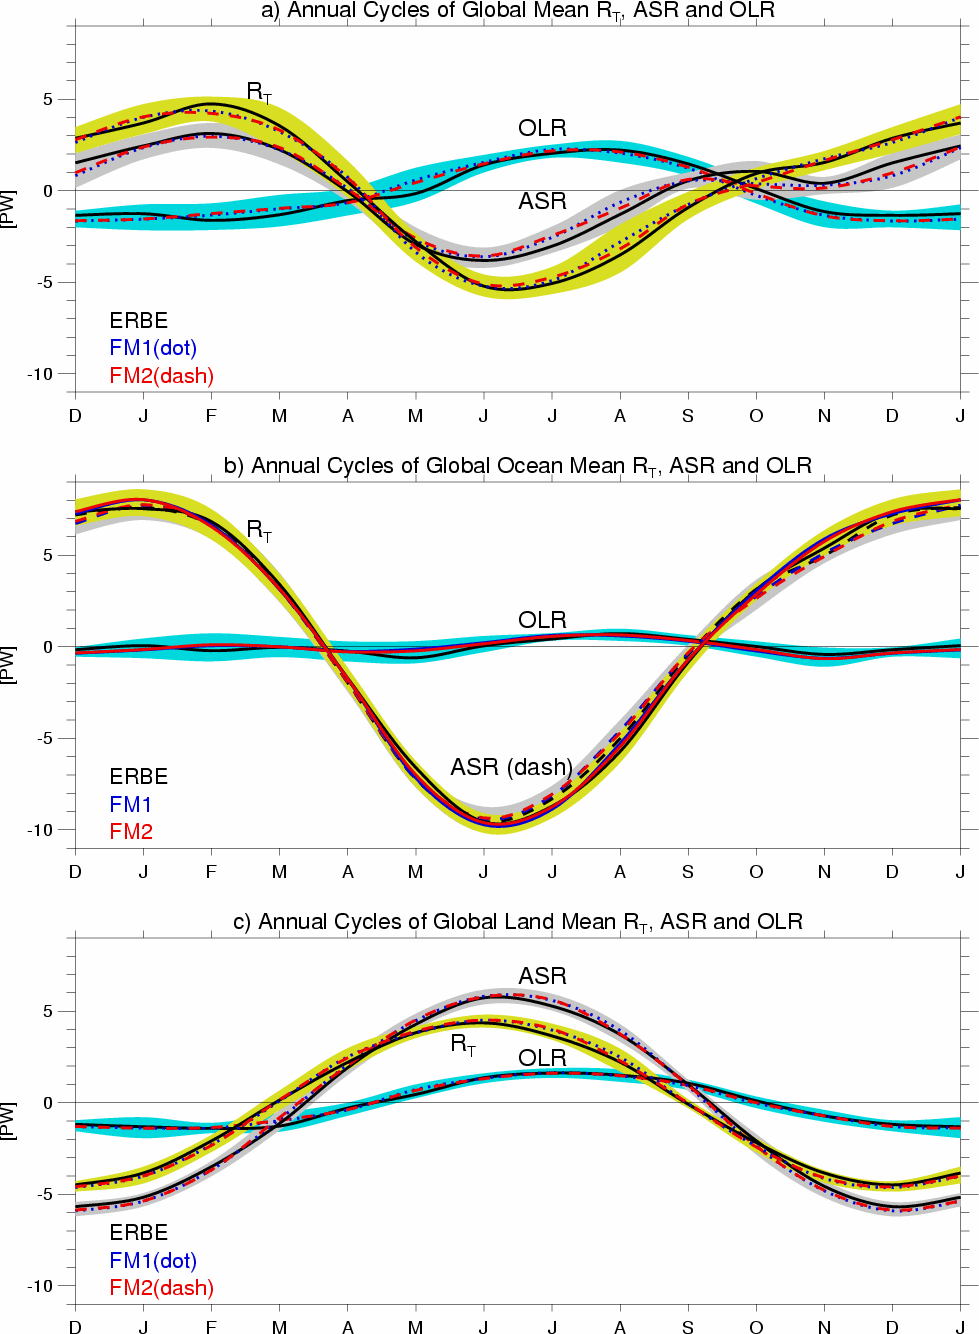 a) Annual Cycles of Global Mean R_T, ASR and OLR
[PW]
5
0
-5
-10
R_T
OLR
ASR
ERBE
FM1(dot)
FM2(dash)
D J F M A M J J A S O N D J
b) Annual Cycles of Global Ocean Mean R_T, ASR and OLR
[PW]
5
0
-5
-10
R_T
OLR
ASR (dash)
ERBE
FM1
FM2
D J F M A M J J A S O N D J
c) Annual Cycles of Global Land Mean R_T, ASR and OLR
[PW]
5
0
-5
-10
ASR
R_T
OLR
ERBE
FM1(dot)
FM2(dash)
D J F M A M J J A S O N D J